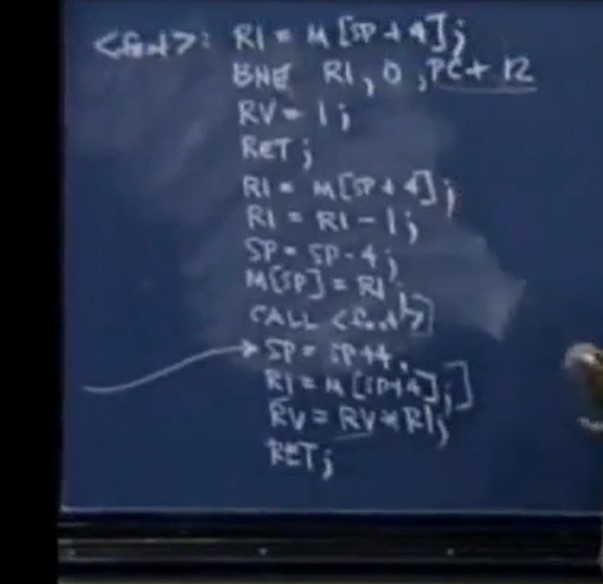 <fact>: R1 = M[SP+4];
BNE R1, 0, PC+12
RV = 1;
RET;
R1 = M[SP+4];
R1 = R1-1;
SP = SP-4;
M[SP] = R1;
CALL <fact>
SP = SP+4;
R1 = M[SP+4];
RV = RV*R1;
RET;